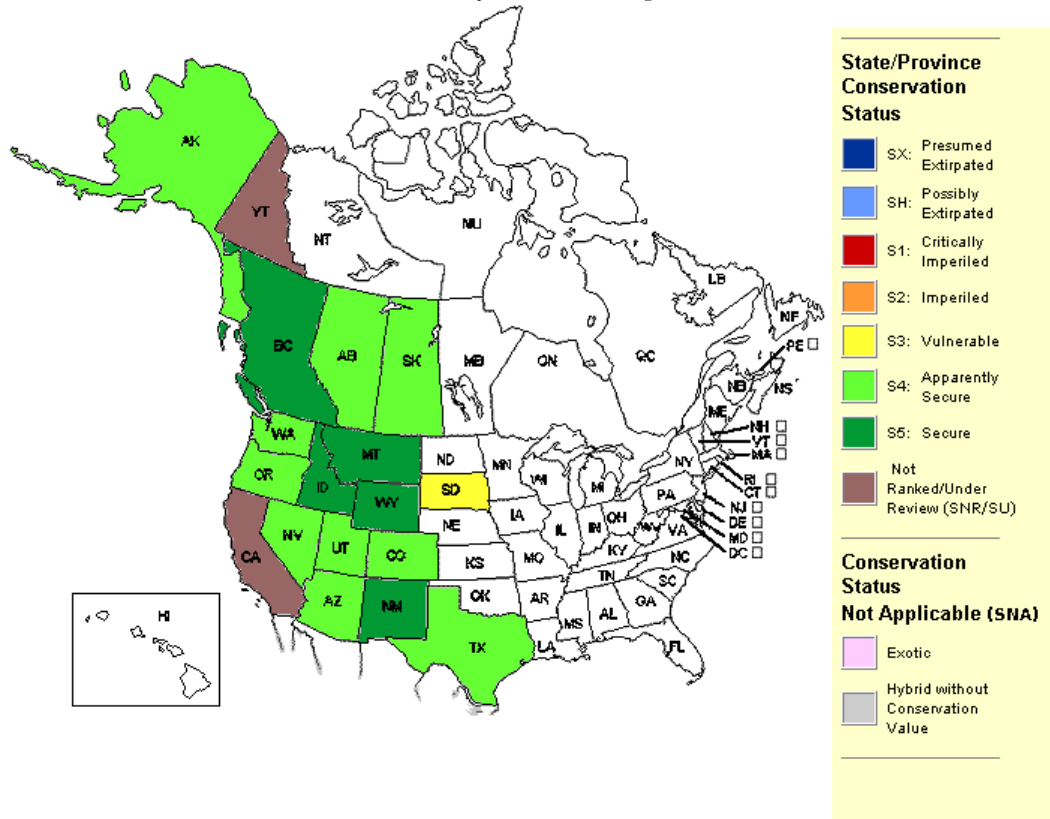 AK
YT
NT
NU
BC
AB
SK
MB
ON
QC
LB
NF
PE
NB
NS
ME
NH
VT
MA
RI
CT
NJ
DE
MD
DC
WA
OR
CA
NV
ID
MT
WY
UT
AZ
CO
NM
ND
SD
NE
KS
OK
TX
MN
IA
MO
AR
LA
WI
IL
MI
IN
OH
KY
TN
MS
AL
GA
FL
SC
NC
VA
WV
PA
NY
HI
State/Province
Conservation
Status
SX: Presumed
Extirpated
SH: Possibly
Extirpated
S1: Critically
Imperiled
S2: Imperiled
S3: Vulnerable
S4: Apparently
Secure
S5: Secure
Not
Ranked/Under
Review (SNR/SU)
Conservation
Status
Not Applicable (SNA)
Exotic
Hybrid without
Conservation
Value